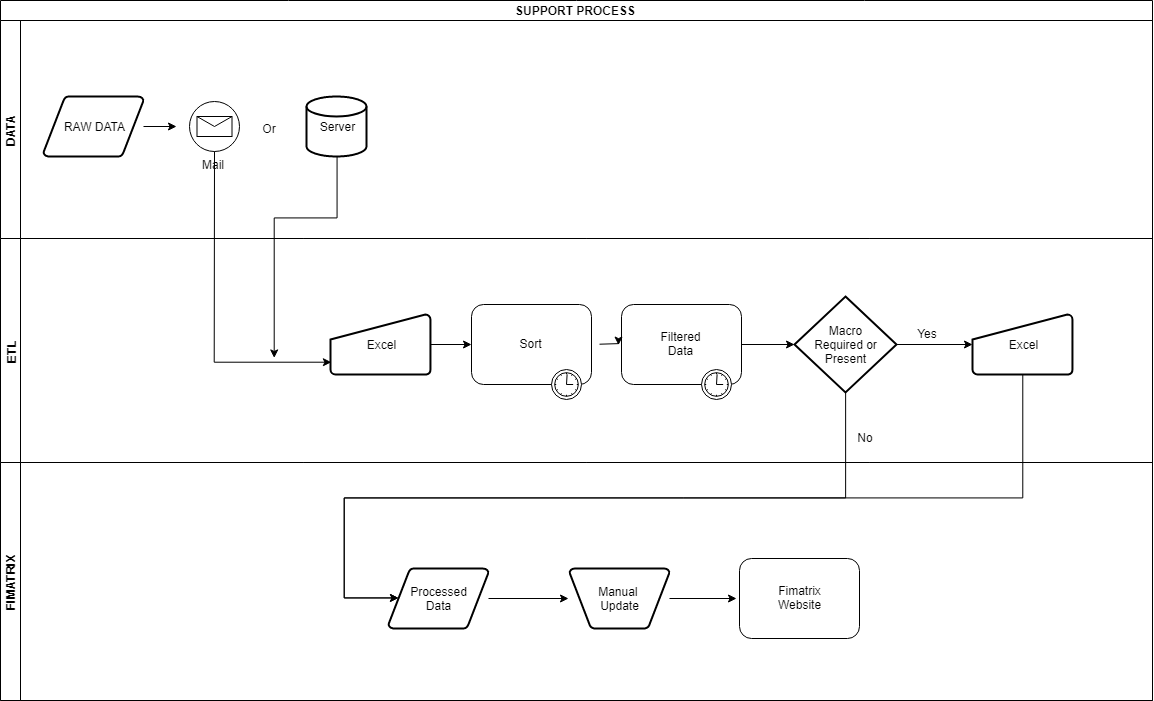 SUPPORT PROCESS
DATA
RAW DATA
Mail
Or
Server
ETL
Excel
Sort
Filtered
Data
Macro
Required or
Present
Yes
Excel
No
FIMATRIX
Processed
Data
Manual
Update
Fimatrix
Website